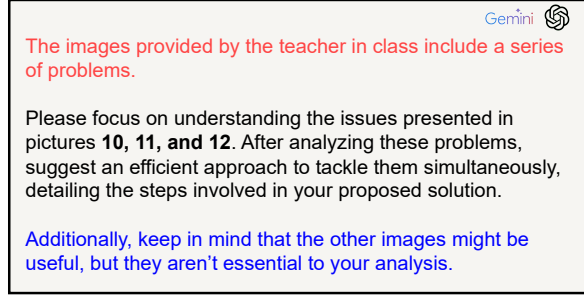 Gemini
The images provided by the teacher in class include a series
of problems.
Please focus on understanding the issues presented in
pictures 10, 11, and 12. After analyzing these problems,
suggest an efficient approach to tackle them simultaneously,
detailing the steps involved in your proposed solution.
Additionally, keep in mind that the other images might be
useful, but they aren't essential to your analysis.